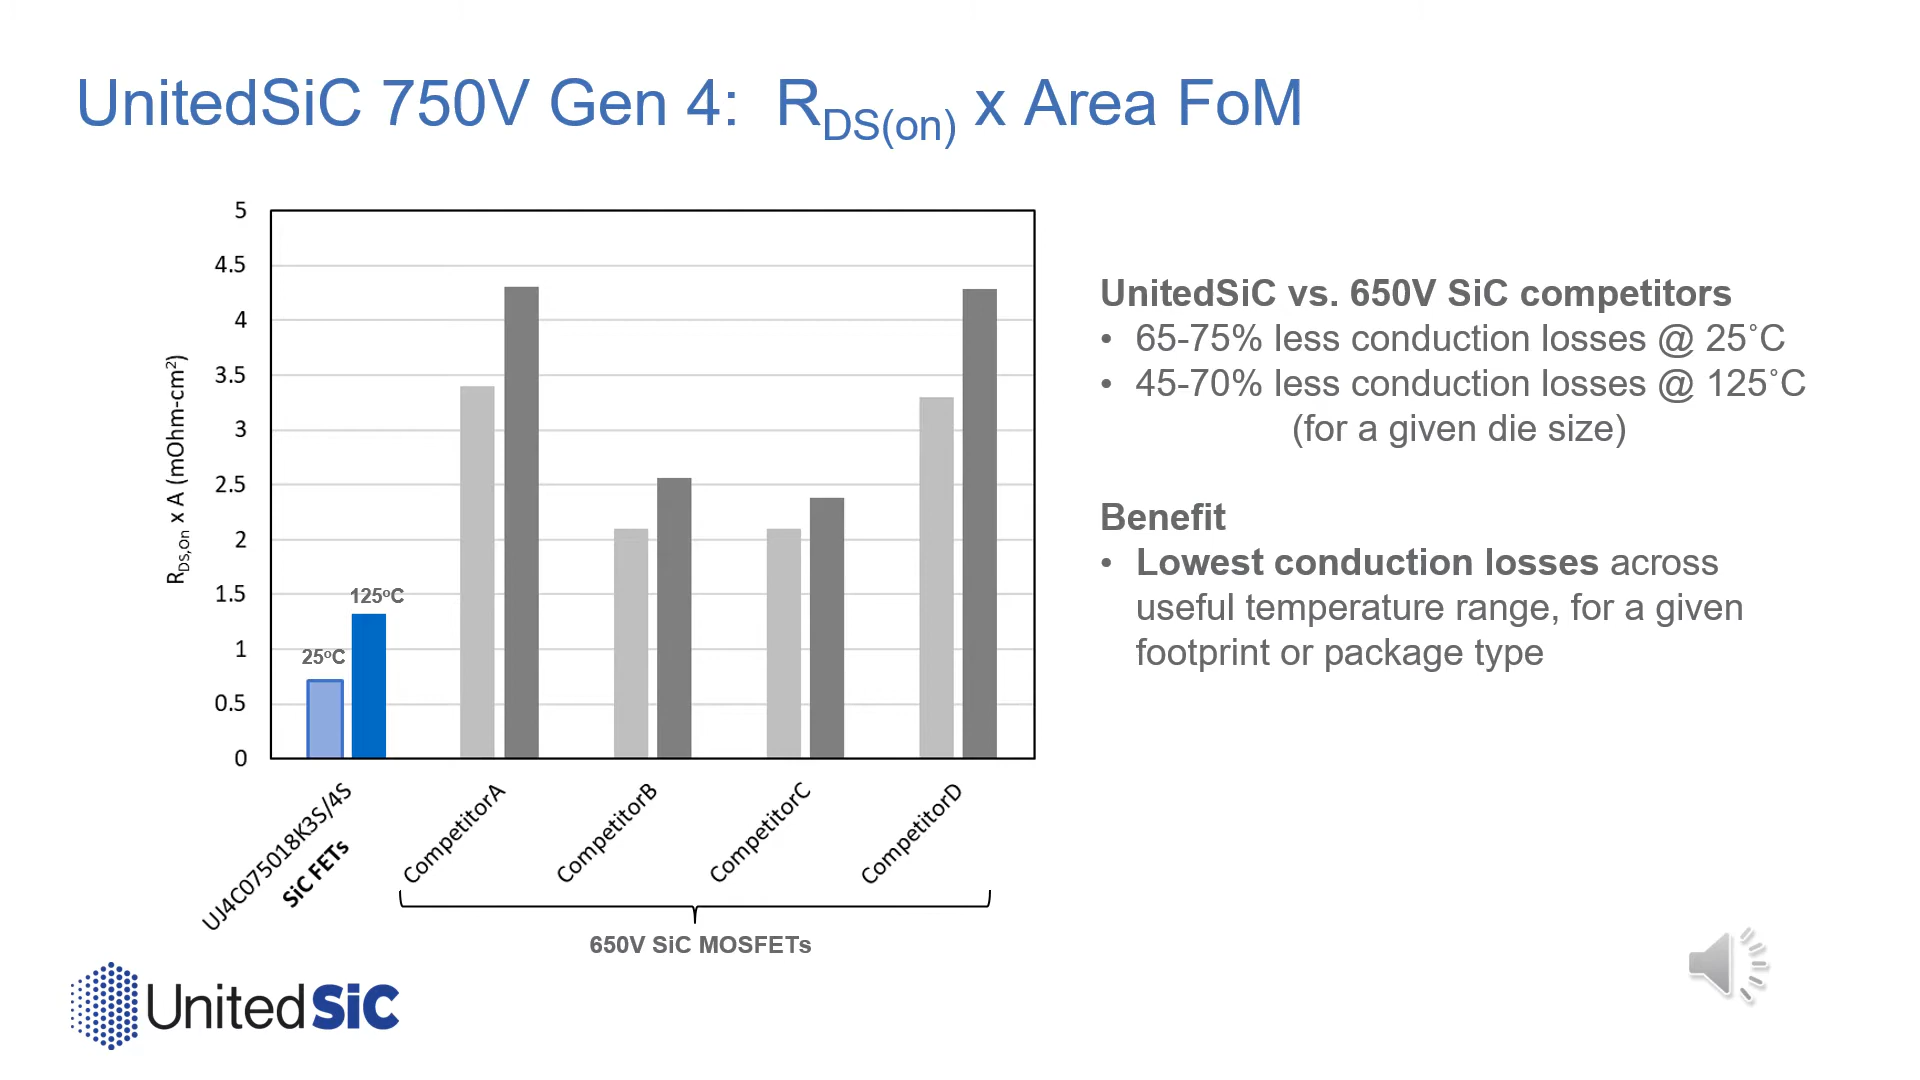 UnitedSiC 750V Gen 4: RDS(on) x Area FoM
5
4.5
4
3.5
3
2.5
2
1.5
1
0.5
0
RDS,on x A (mOhm-cm²)
25ºC
125ºC
UJ4C075018K3S/4S
SiC FETs
CompetitorA
CompetitorB
CompetitorC
CompetitorD
650V SiC MOSFETs
UnitedSiC vs. 650V SiC competitors
• 65-75% less conduction losses @ 25˚C
• 45-70% less conduction losses @ 125˚C
(for a given die size)
Benefit
• Lowest conduction losses across
useful temperature range, for a given
footprint or package type
UnitedSiC